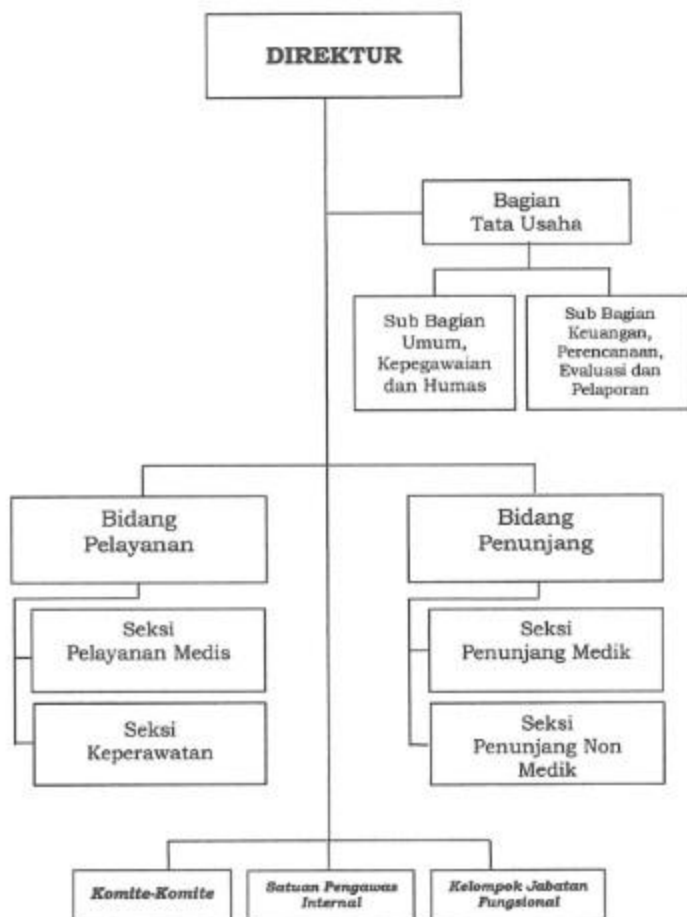 DIREKTUR
Bagian
Tata Usaha
Sub Bagian
Umum,
Kepegawaian
dan Humas
Sub Bagian
Keuangan,
Perencanaan,
Evaluasi dan
Pelaporan
Bidang
Pelayanan
Bidang
Penunjang
Seksi
Pelayanan Medis
Seksi
Penunjang Medik
Seksi
Keperawatan
Seksi
Penunjang Non
Medik
Komite-Komite
Satuan Pengawas
Internal
Kelompok Jabatan
Fungsional